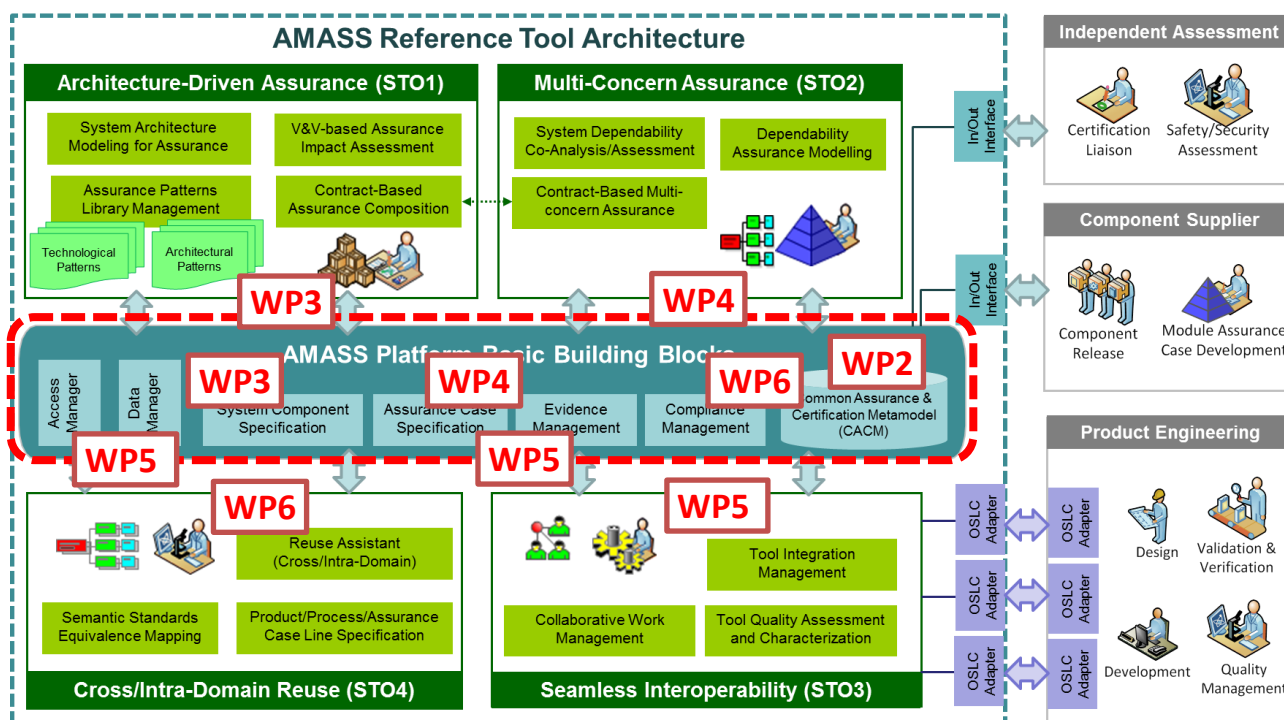 AMASS Reference Tool Architecture
Architecture-Driven Assurance (STO1)
System Architecture
Modeling for Assurance
V&V-based Assurance
Impact Assessment
Assurance Patterns
Library Management
Contract-Based
Assurance Composition
Technological
Patterns
Architectural
Patterns
Multi-Concern Assurance (STO2)
System Dependability
Co-Analysis/Assessment
Dependability
Assurance Modelling
Contract-Based Multi-
concern Assurance
WP3
WP4
AMASS Platform Basic Building Blocks
Access
Manager
Data
Manager
WP3
System Component
Specification
WP4
Assurance Case
Specification
Evidence
Management
WP6
Compliance
Management
WP2
Common Assurance &
Certification Metamodel
(CACM)
WP5
WP5
WP6
WP5
Reuse Assistant
(Cross/Intra-Domain)
Semantic Standards
Equivalence Mapping
Product/Process/Assurance
Case Line Specification
Cross/Intra-Domain Reuse (STO4)
Tool Integration
Management
Collaborative Work
Management
Tool Quality Assessment
and Characterization
Seamless Interoperability (STO3)
In/Out
Interface
In/Out
Interface
OSLC
Adapter
OSLC
Adapter
OSLC
Adapter
OSLC
Adapter
OSLC
Adapter
OSLC
Adapter
Independent Assessment
Certification
Liaison
Safety/Security
Assessment
Component Supplier
Component
Release
Module Assurance
Case Development
Product Engineering
Design
Validation &
Verification
Development
Quality
Management